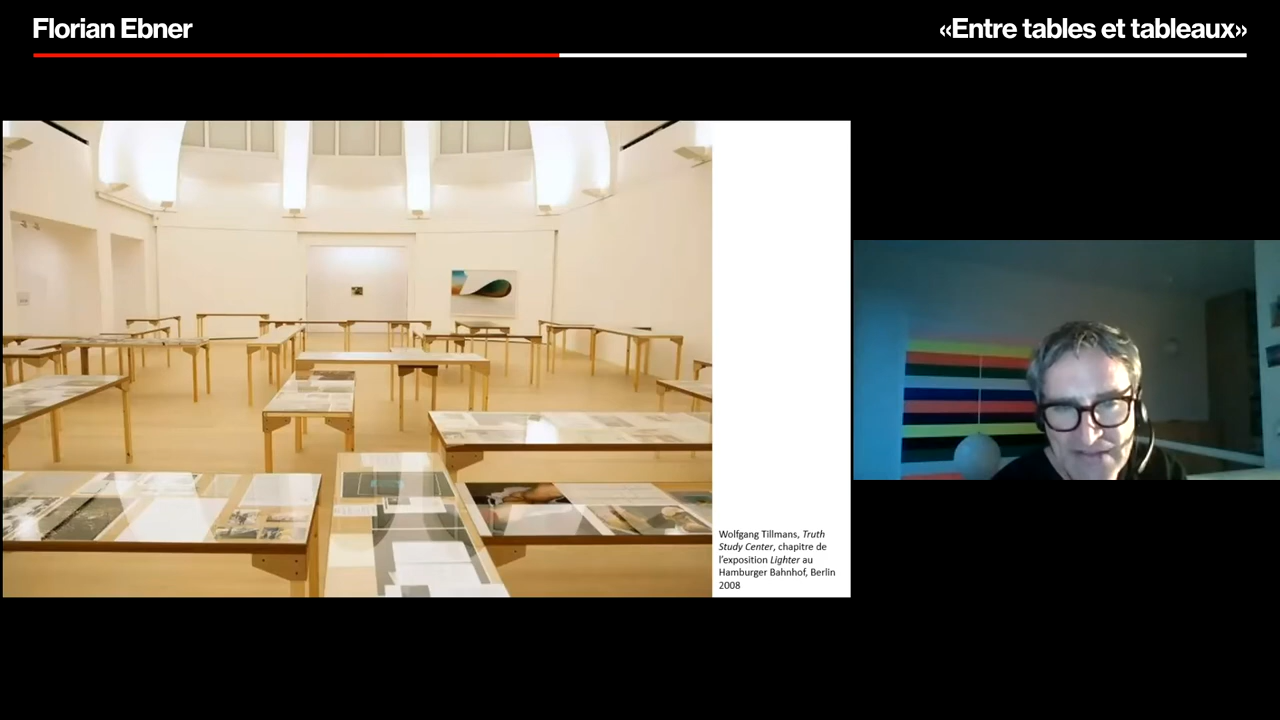 Florian Ebner
«Entre tables et tableaux»
Wolfgang Tillmans, Truth
Study Center, chapitre de
l'exposition Lighter au
Hamburger Bahnhof, Berlin
2008